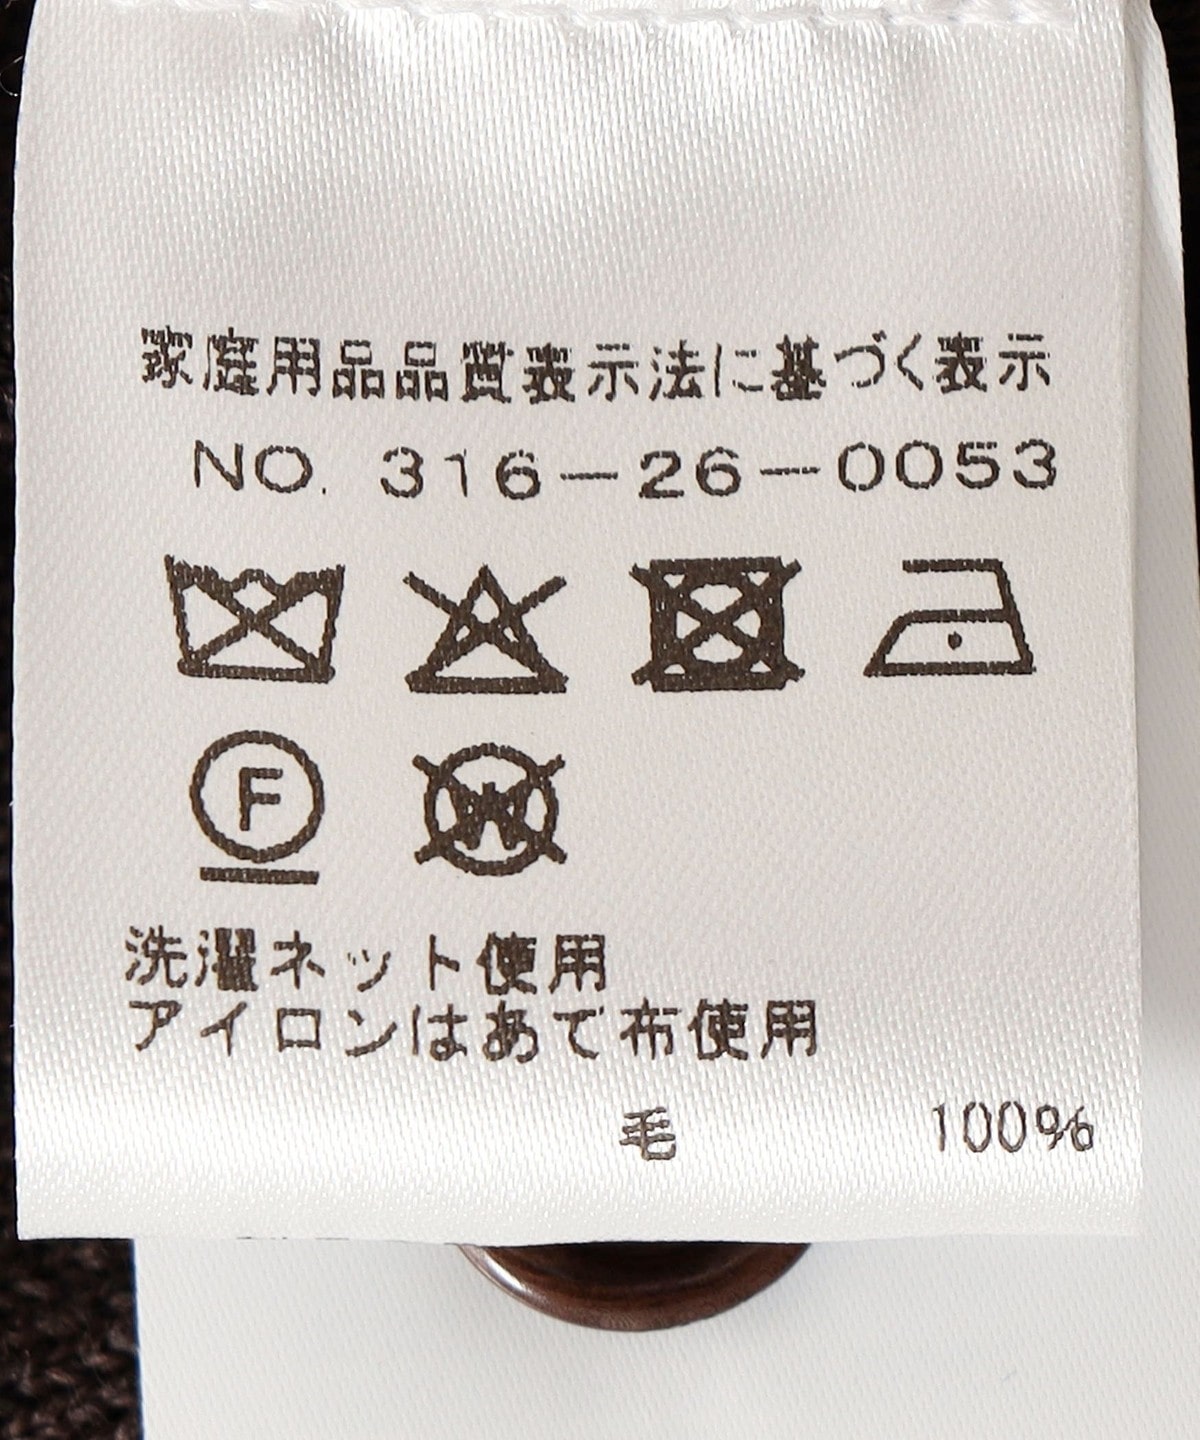 家庭用品品質表示法に基づく表示
NO. 316-26-0053
F
W
洗濯ネット使用
アイロンはあて布使用
毛 100%